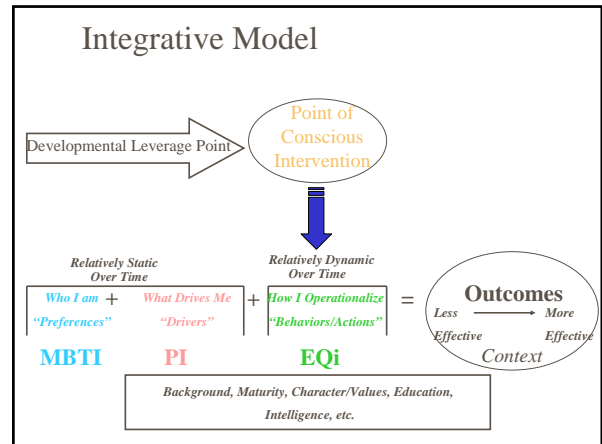 Integrative Model
Developmental Leverage Point
Point of
Conscious
Intervention
Relatively Static
Over Time
Relatively Dynamic
Over Time
Who I am + What Drives Me + How I Operationalize =
"Preferences" "Drivers" "Behaviors/Actions"
MBTI PI EQi
Outcomes
Less More
Effective Effective
Context
Background, Maturity, Character/Values, Education,
Intelligence, etc.